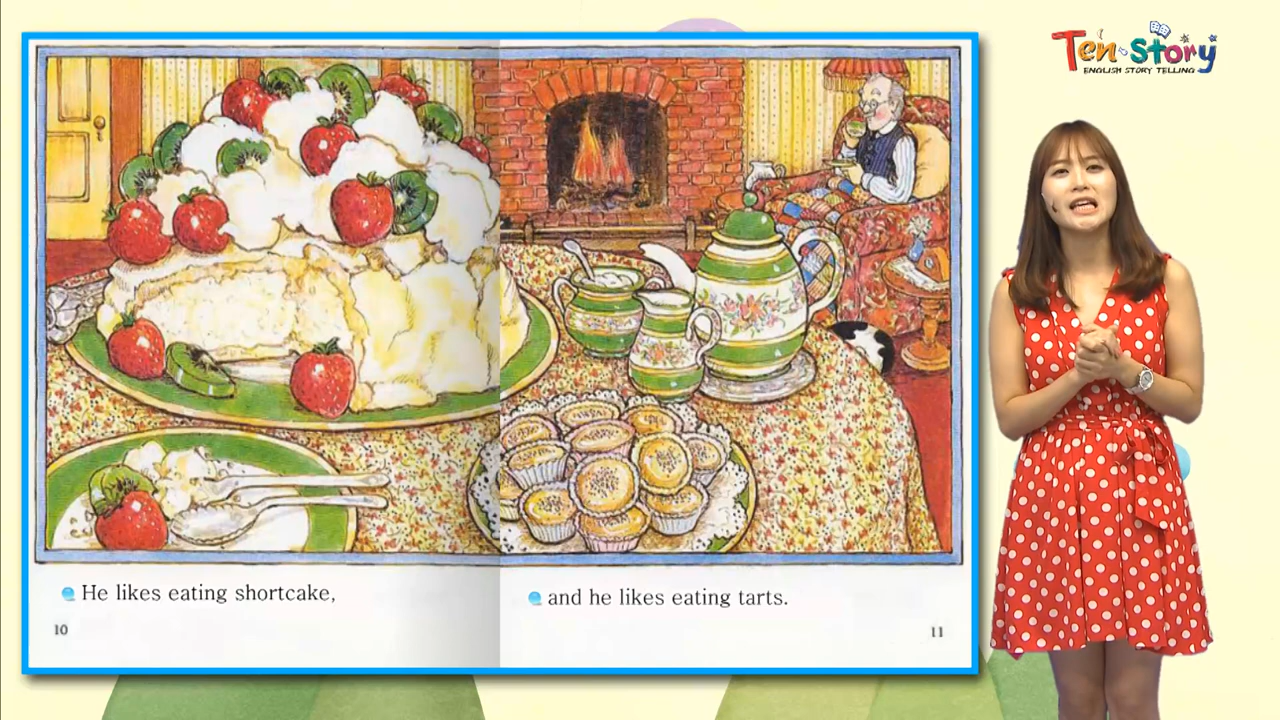 Ten-Story
ENGLISH STORY TELLING
He likes eating shortcake,
and he likes eating tarts.
10
11